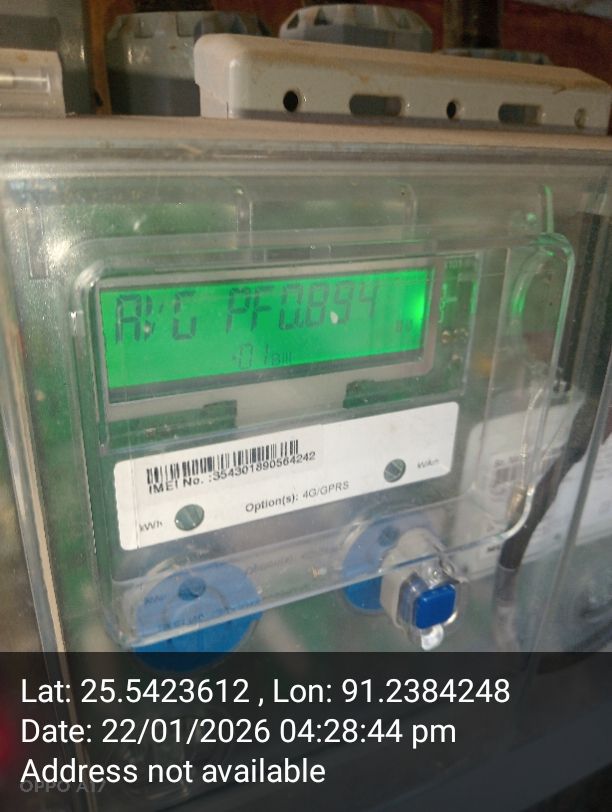 AVG PF0.894
-01
IMEI No. :354301890564242
Option(s): 4G/GPRS
kWh
Lat: 25.5423612 , Lon: 91.2384248
Date: 22/01/2026 04:28:44 pm
Address not available
OPPO A17